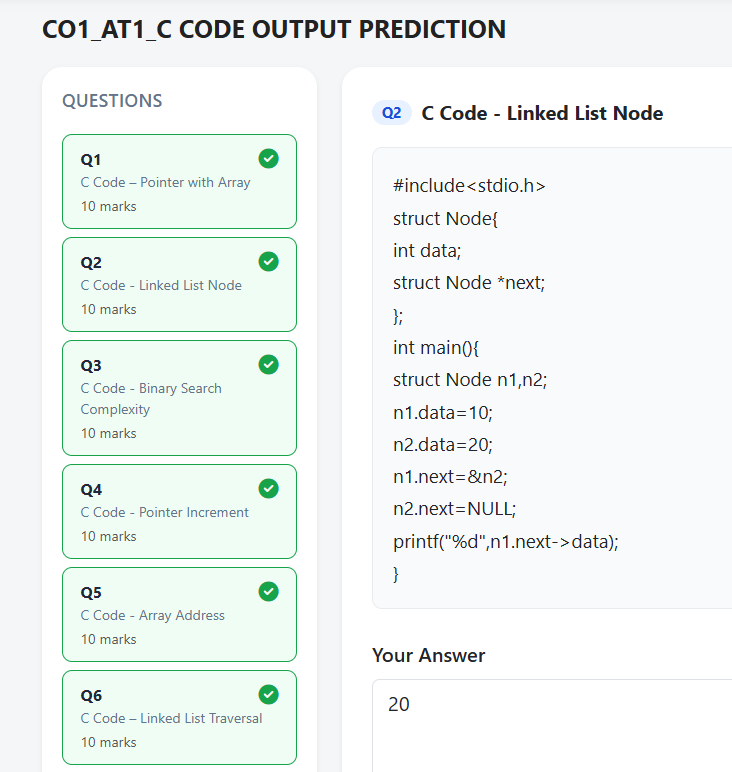 CO1_AT1_C CODE OUTPUT PREDICTION
QUESTIONS
Q1
C Code – Pointer with Array
10 marks
Q2
C Code - Linked List Node
10 marks
Q3
C Code - Binary Search
Complexity
10 marks
Q4
C Code - Pointer Increment
10 marks
Q5
C Code - Array Address
10 marks
Q6
C Code – Linked List Traversal
10 marks
Q2 C Code - Linked List Node
#include<stdio.h>
struct Node{
int data;
struct Node *next;
};
int main(){
struct Node n1,n2;
n1.data=10;
n2.data=20;
n1.next=&n2;
n2.next=NULL;
printf("%d",n1.next->data);
}
Your Answer
20